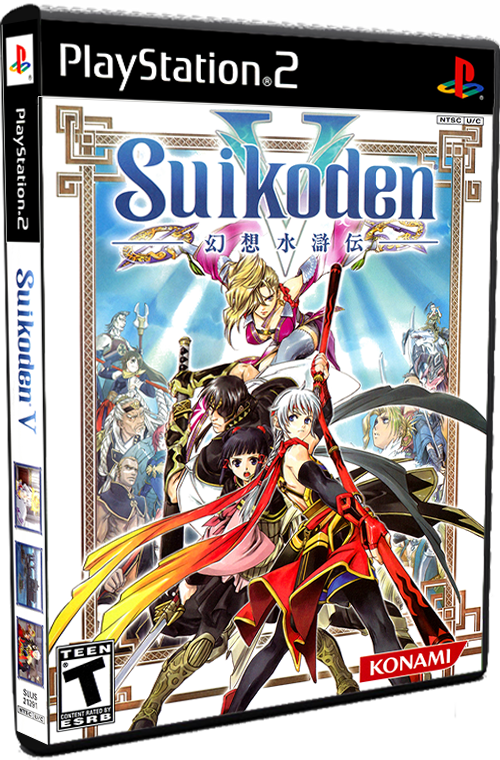 PlayStation®2
NTSC U/C
V
Suikoden
幻想水滸伝
TEEN
T
CONTENT RATED BY
ESRB
KONAMI
PlayStation®2
Suikoden V
SLUS
21291
NTSC U/C